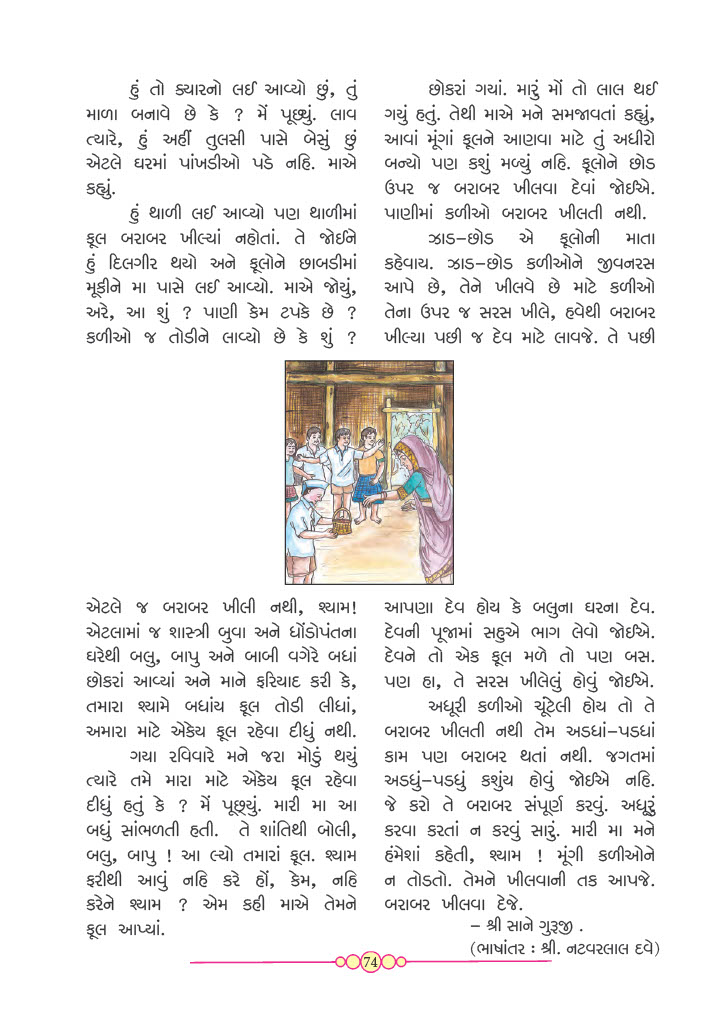 હું તો ક્યારનો લઈ આવ્યો છું, તું
માળા બનાવે છે કે ? મેં પૂછ્યું. લાવ
ત્યારે, હું અહીં તુલસી પાસે બેસું છું
એટલે ઘરમાં પાંખડીઓ પડે નહિ. માએ
કહ્યું.
હું થાળી લઈ આવ્યો પણ થાળીમાં
ફૂલ બરાબર ખીલ્યાં નહોતાં. તે જોઈને
હું દિલગીર થયો અને ફૂલોને છાબડીમાં
મૂકીને મા પાસે લઈ આવ્યો. માએ જોયું,
અરે, આ શું ? પાણી કેમ ટપકે છે ?
કળીઓ જ તોડીને લાવ્યો છે કે શું ?
એટલે જ બરાબર ખીલી નથી, શ્યામ!
એટલામાં જ શાસ્ત્રી બુવા અને ધોંડોપંતના
ઘરેથી બલુ, બાપુ અને બાબી વગેરે બધાં
છોકરાં આવ્યાં અને માને ફરિયાદ કરી કે,
તમારા શ્યામે બધાંય ફૂલ તોડી લીધાં,
અમારા માટે એકેય ફૂલ રહેવા દીધું નથી.
ગયા રવિવારે મને જરા મોડું થયું
ત્યારે તમે મારા માટે એકેય ફૂલ રહેવા
દીધું હતું કે ? મેં પૂછ્યું. મારી મા આ
બધું સાંભળતી હતી. તે શાંતિથી બોલી,
બલુ, બાપુ ! આ લ્યો તમારાં ફૂલ. શ્યામ
ફરીથી આવું નહિ કરે હોં, કેમ, નહિ
કરેને શ્યામ ? એમ કહી માએ તેમને
ફૂલ આપ્યાં.
છોકરાં ગયાં. મારું મોં તો લાલ થઈ
ગયું હતું. તેથી માએ મને સમજાવતાં કહ્યું,
આવાં મૂંગાં ફૂલને આણવા માટે તું અધીરો
બન્યો પણ કશું મળ્યું નહિ. ફૂલોને છોડ
ઉપર જ બરાબર ખીલવા દેવાં જોઈએ.
પાણીમાં કળીઓ બરાબર ખીલતી નથી.
ઝાડ–છોડ એ ફૂલોની માતા
કહેવાય. ઝાડ–છોડ કળીઓને જીવનરસ
આપે છે, તેને ખીલવે છે માટે કળીઓ
તેના ઉપર જ સરસ ખીલે, હવેથી બરાબર
ખીલ્યા પછી જ દેવ માટે લાવજે. તે પછી
આપણા દેવ હોય કે બલુના ઘરના દેવ.
દેવની પૂજામાં સહુએ ભાગ લેવો જોઈએ.
દેવને તો એક ફૂલ મળે તો પણ બસ.
પણ હા, તે સરસ ખીલેલું હોવું જોઈએ.
અધૂરી કળીઓ ચૂંટેલી હોય તો તે
બરાબર ખીલતી નથી તેમ અડધાં–પડધાં
કામ પણ બરાબર થતાં નથી. જગતમાં
અડધું–પડધું કશુંય હોવું જોઈએ નહિ.
જે કરો તે બરાબર સંપૂર્ણ કરવું. અધૂરું
કરવા કરતાં ન કરવું સારું. મારી મા મને
હંમેશાં કહેતી, શ્યામ ! મૂંગી કળીઓને
ન તોડતો. તેમને ખીલવાની તક આપજે.
બરાબર ખીલવા દેજે.
– શ્રી સાને ગુરૂજી .
(ભાષાંતર : શ્રી. નટવરલાલ દવે)
74